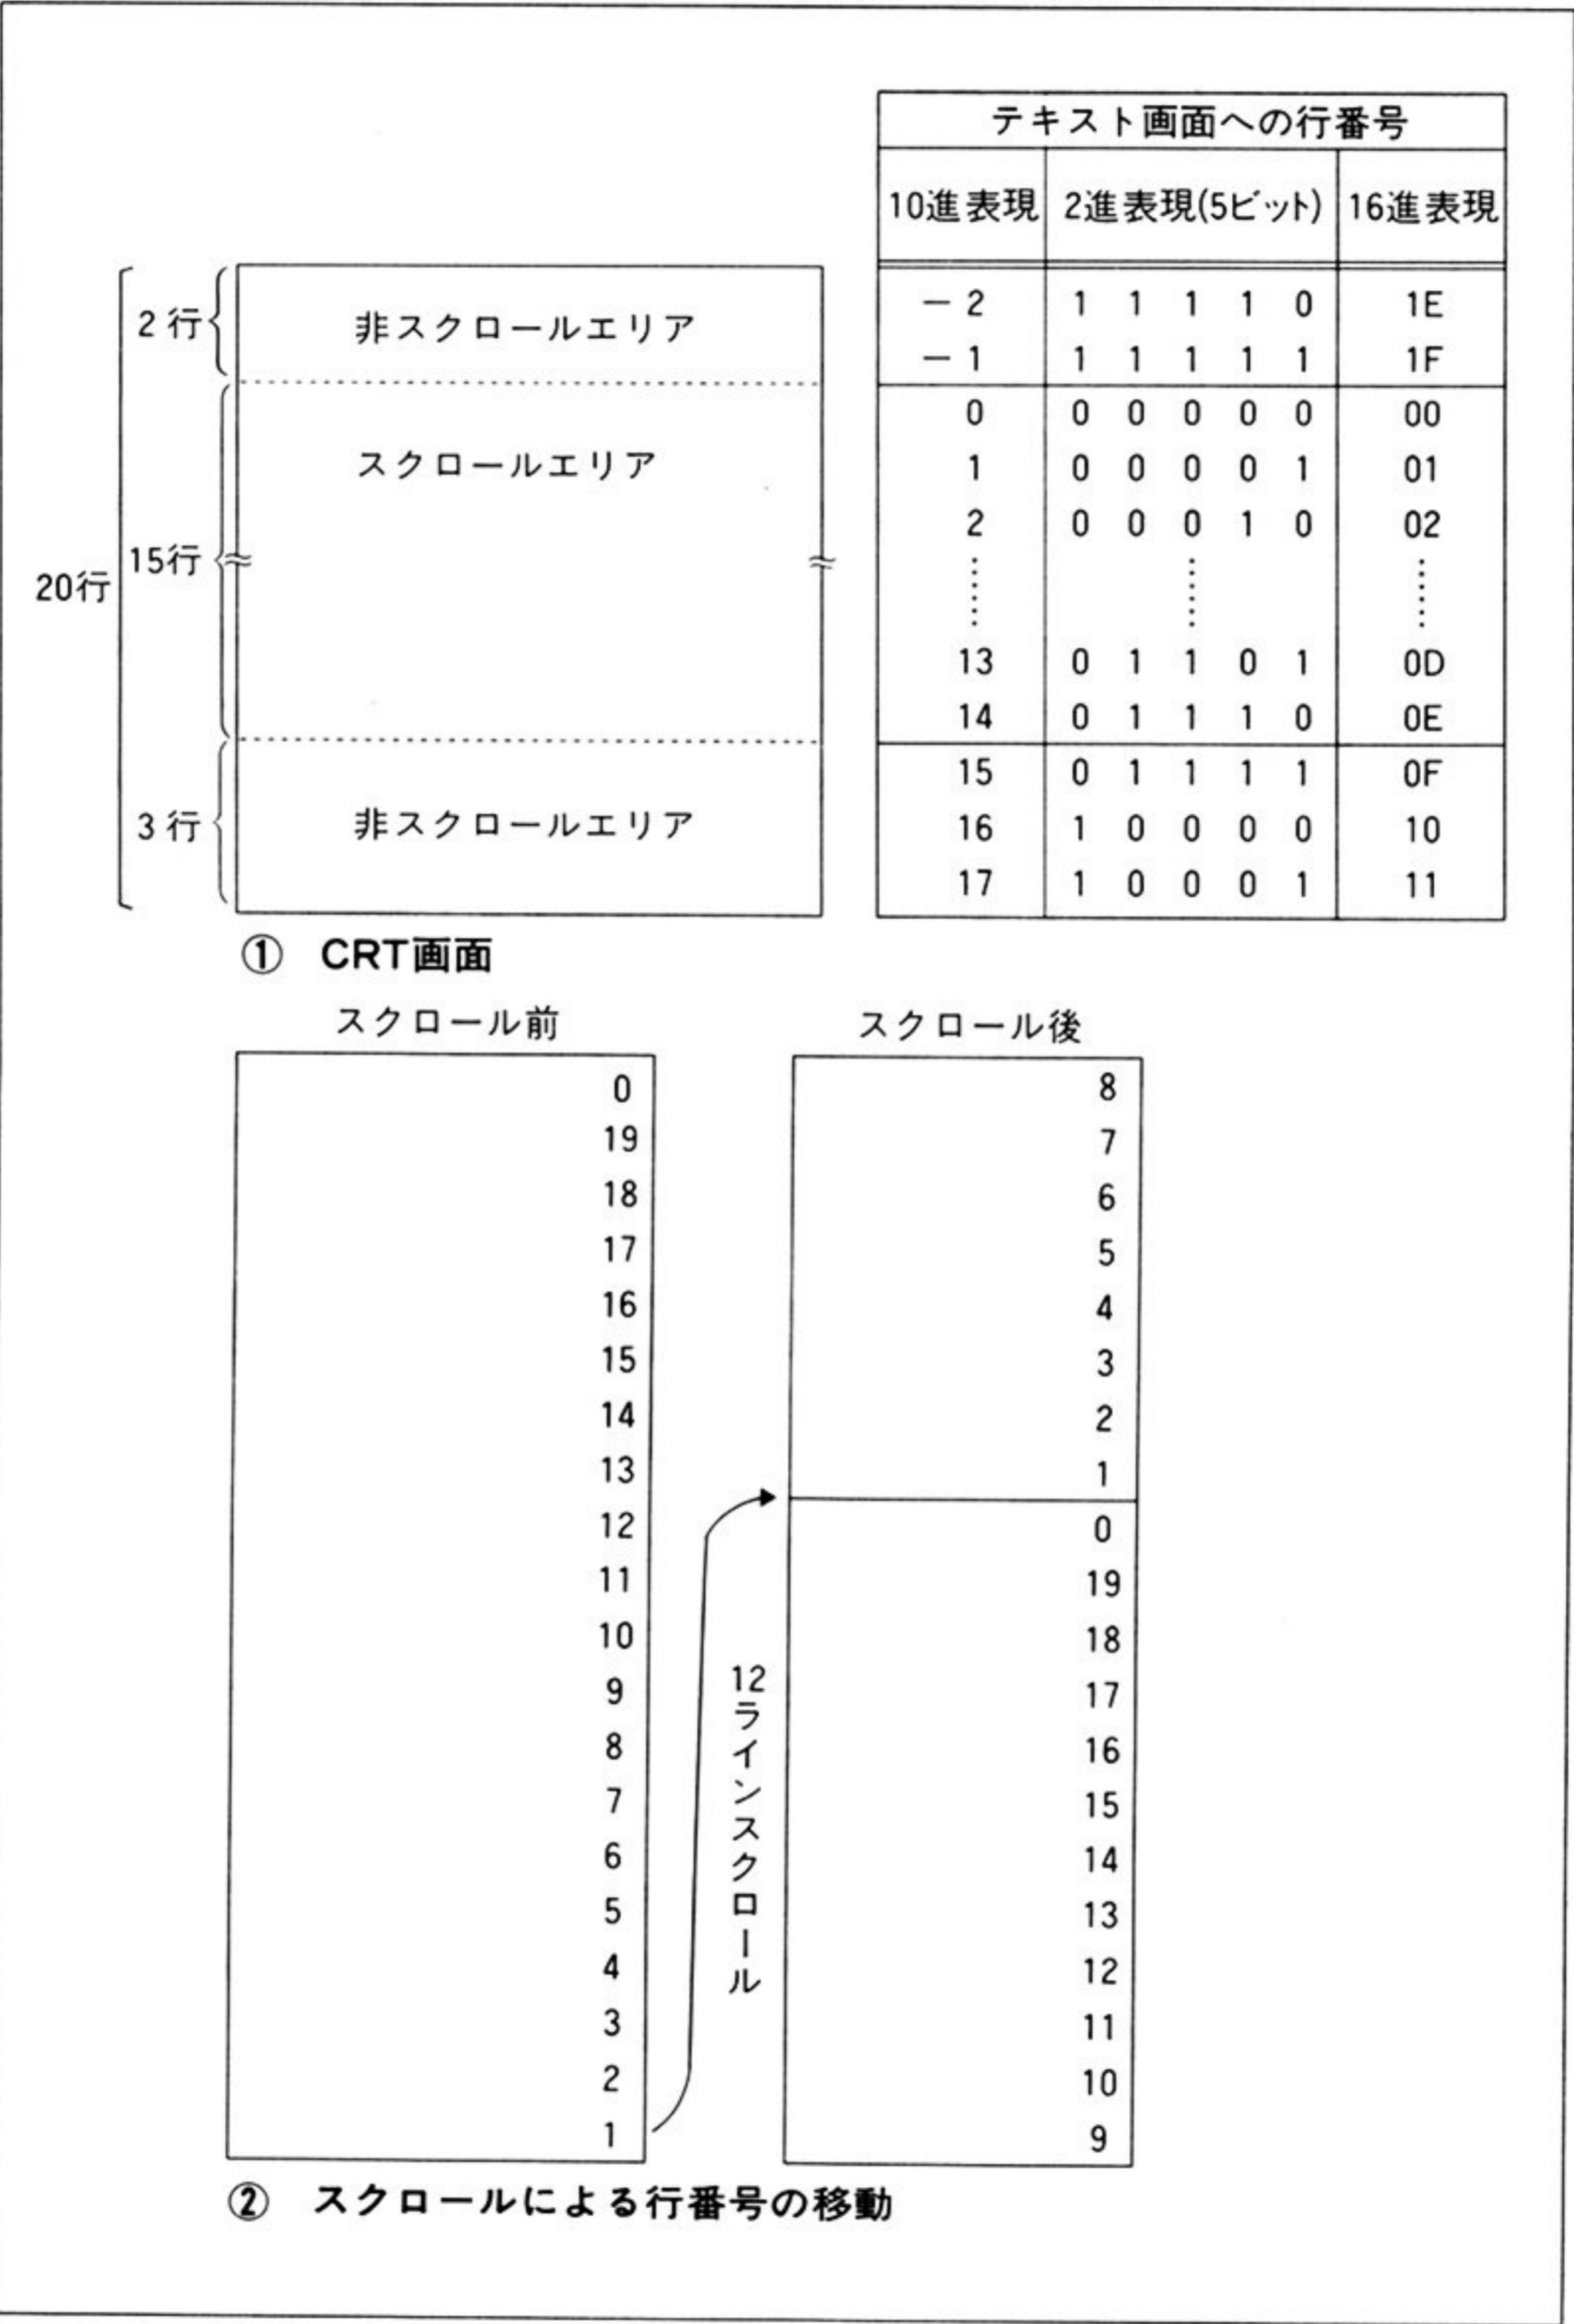 テキスト画面への行番号
10進表現 2進表現(5ビット) 16進表現
2行 非スクロールエリア
－2 1 1 1 1 0 1E
－1 1 1 1 1 1 1F
0 0 0 0 0 0 00
スクロールエリア
1 0 0 0 0 1 01
2 0 0 0 1 0 02
20行 15行
13 0 1 1 0 1 0D
14 0 1 1 1 0 0E
15 0 1 1 1 1 0F
3行 非スクロールエリア
16 1 0 0 0 0 10
17 1 0 0 0 1 11
① CRT画面
スクロール前
0
19
18
17
16
15
14
13
12
11
10
9
8
7
6
5
4
3
2
1
12ラインスクロール
スクロール後
8
7
6
5
4
3
2
1
0
19
18
17
16
15
14
13
12
11
10
9
② スクロールによる行番号の移動